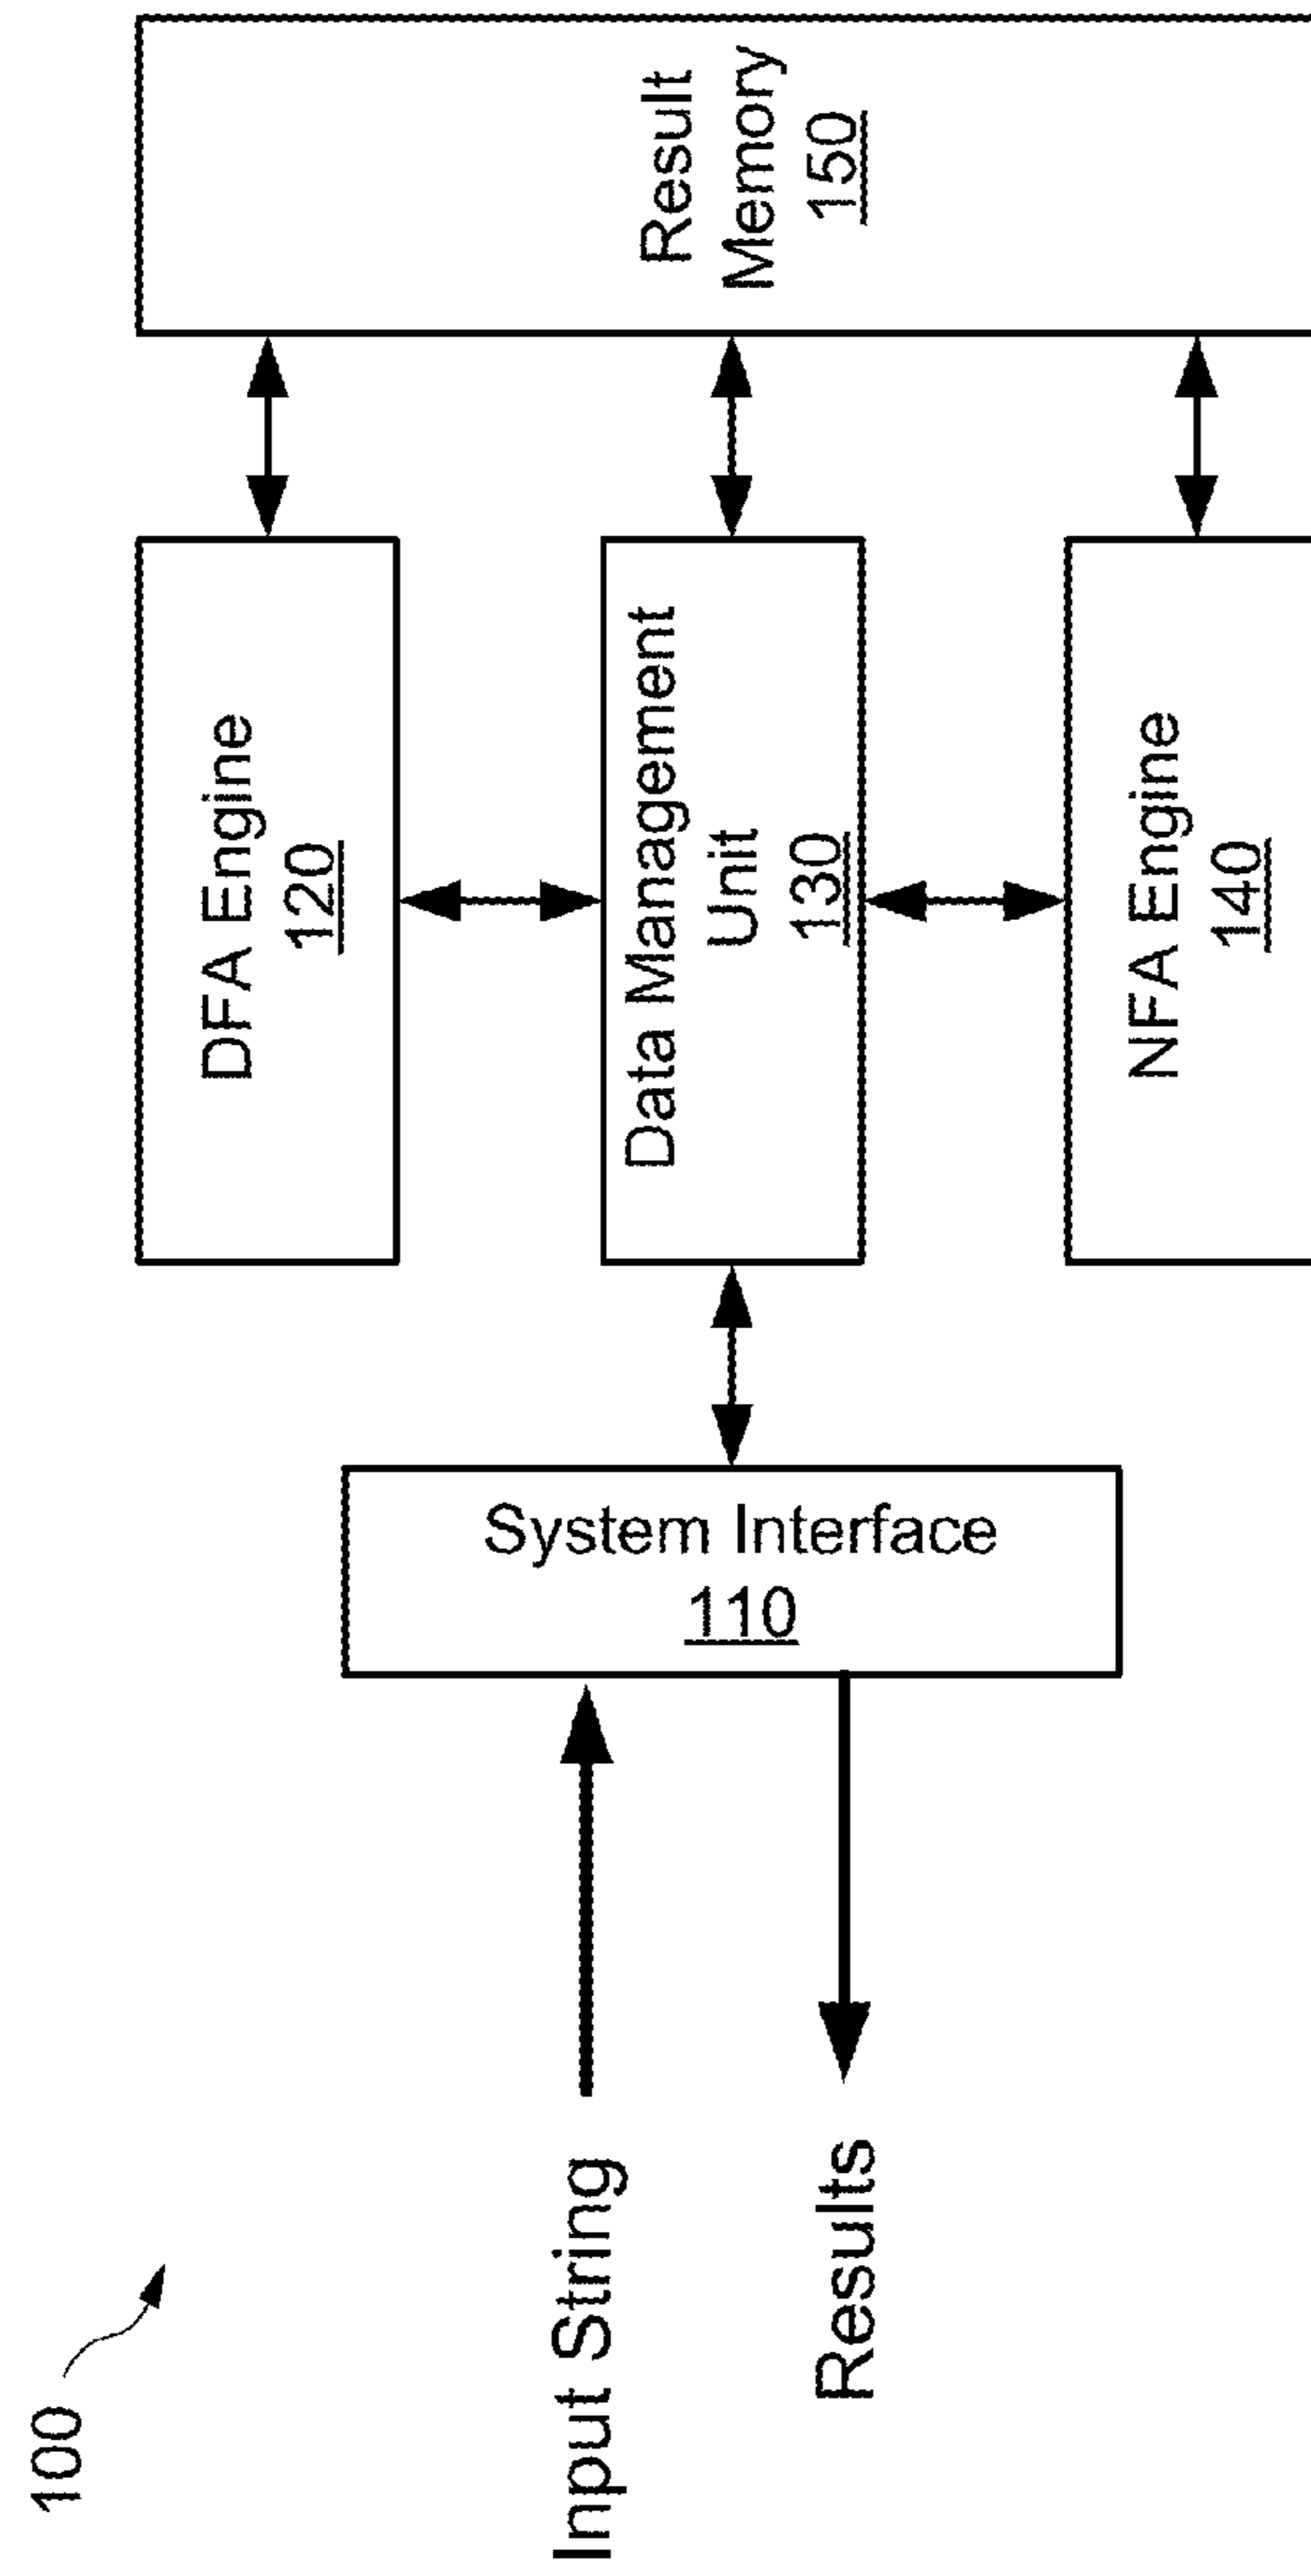 100
Input String
Results
System Interface
110
DFA Engine
120
Data Management
Unit
130
NFA Engine
140
Result
Memory
150